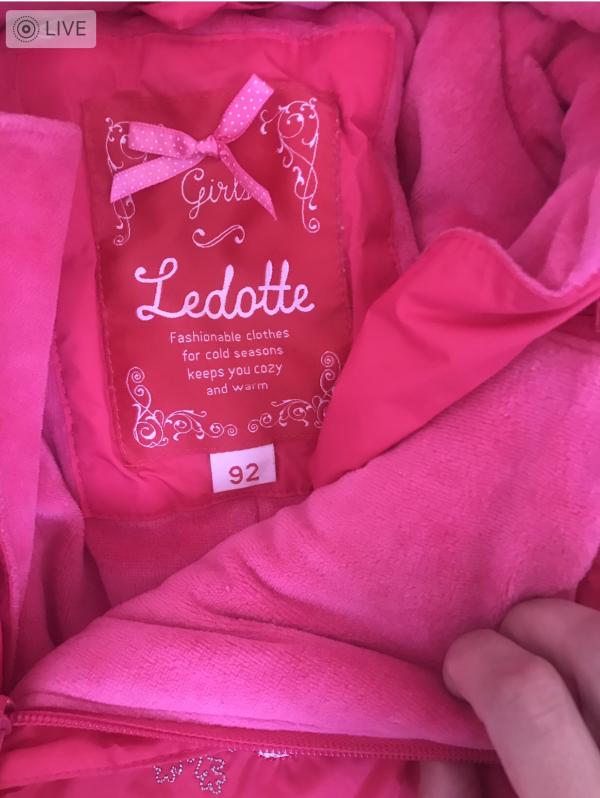 LIVE
Girls
Ledotte
Fashionable clothes
for cold seasons
keeps you cozy
and warm
92